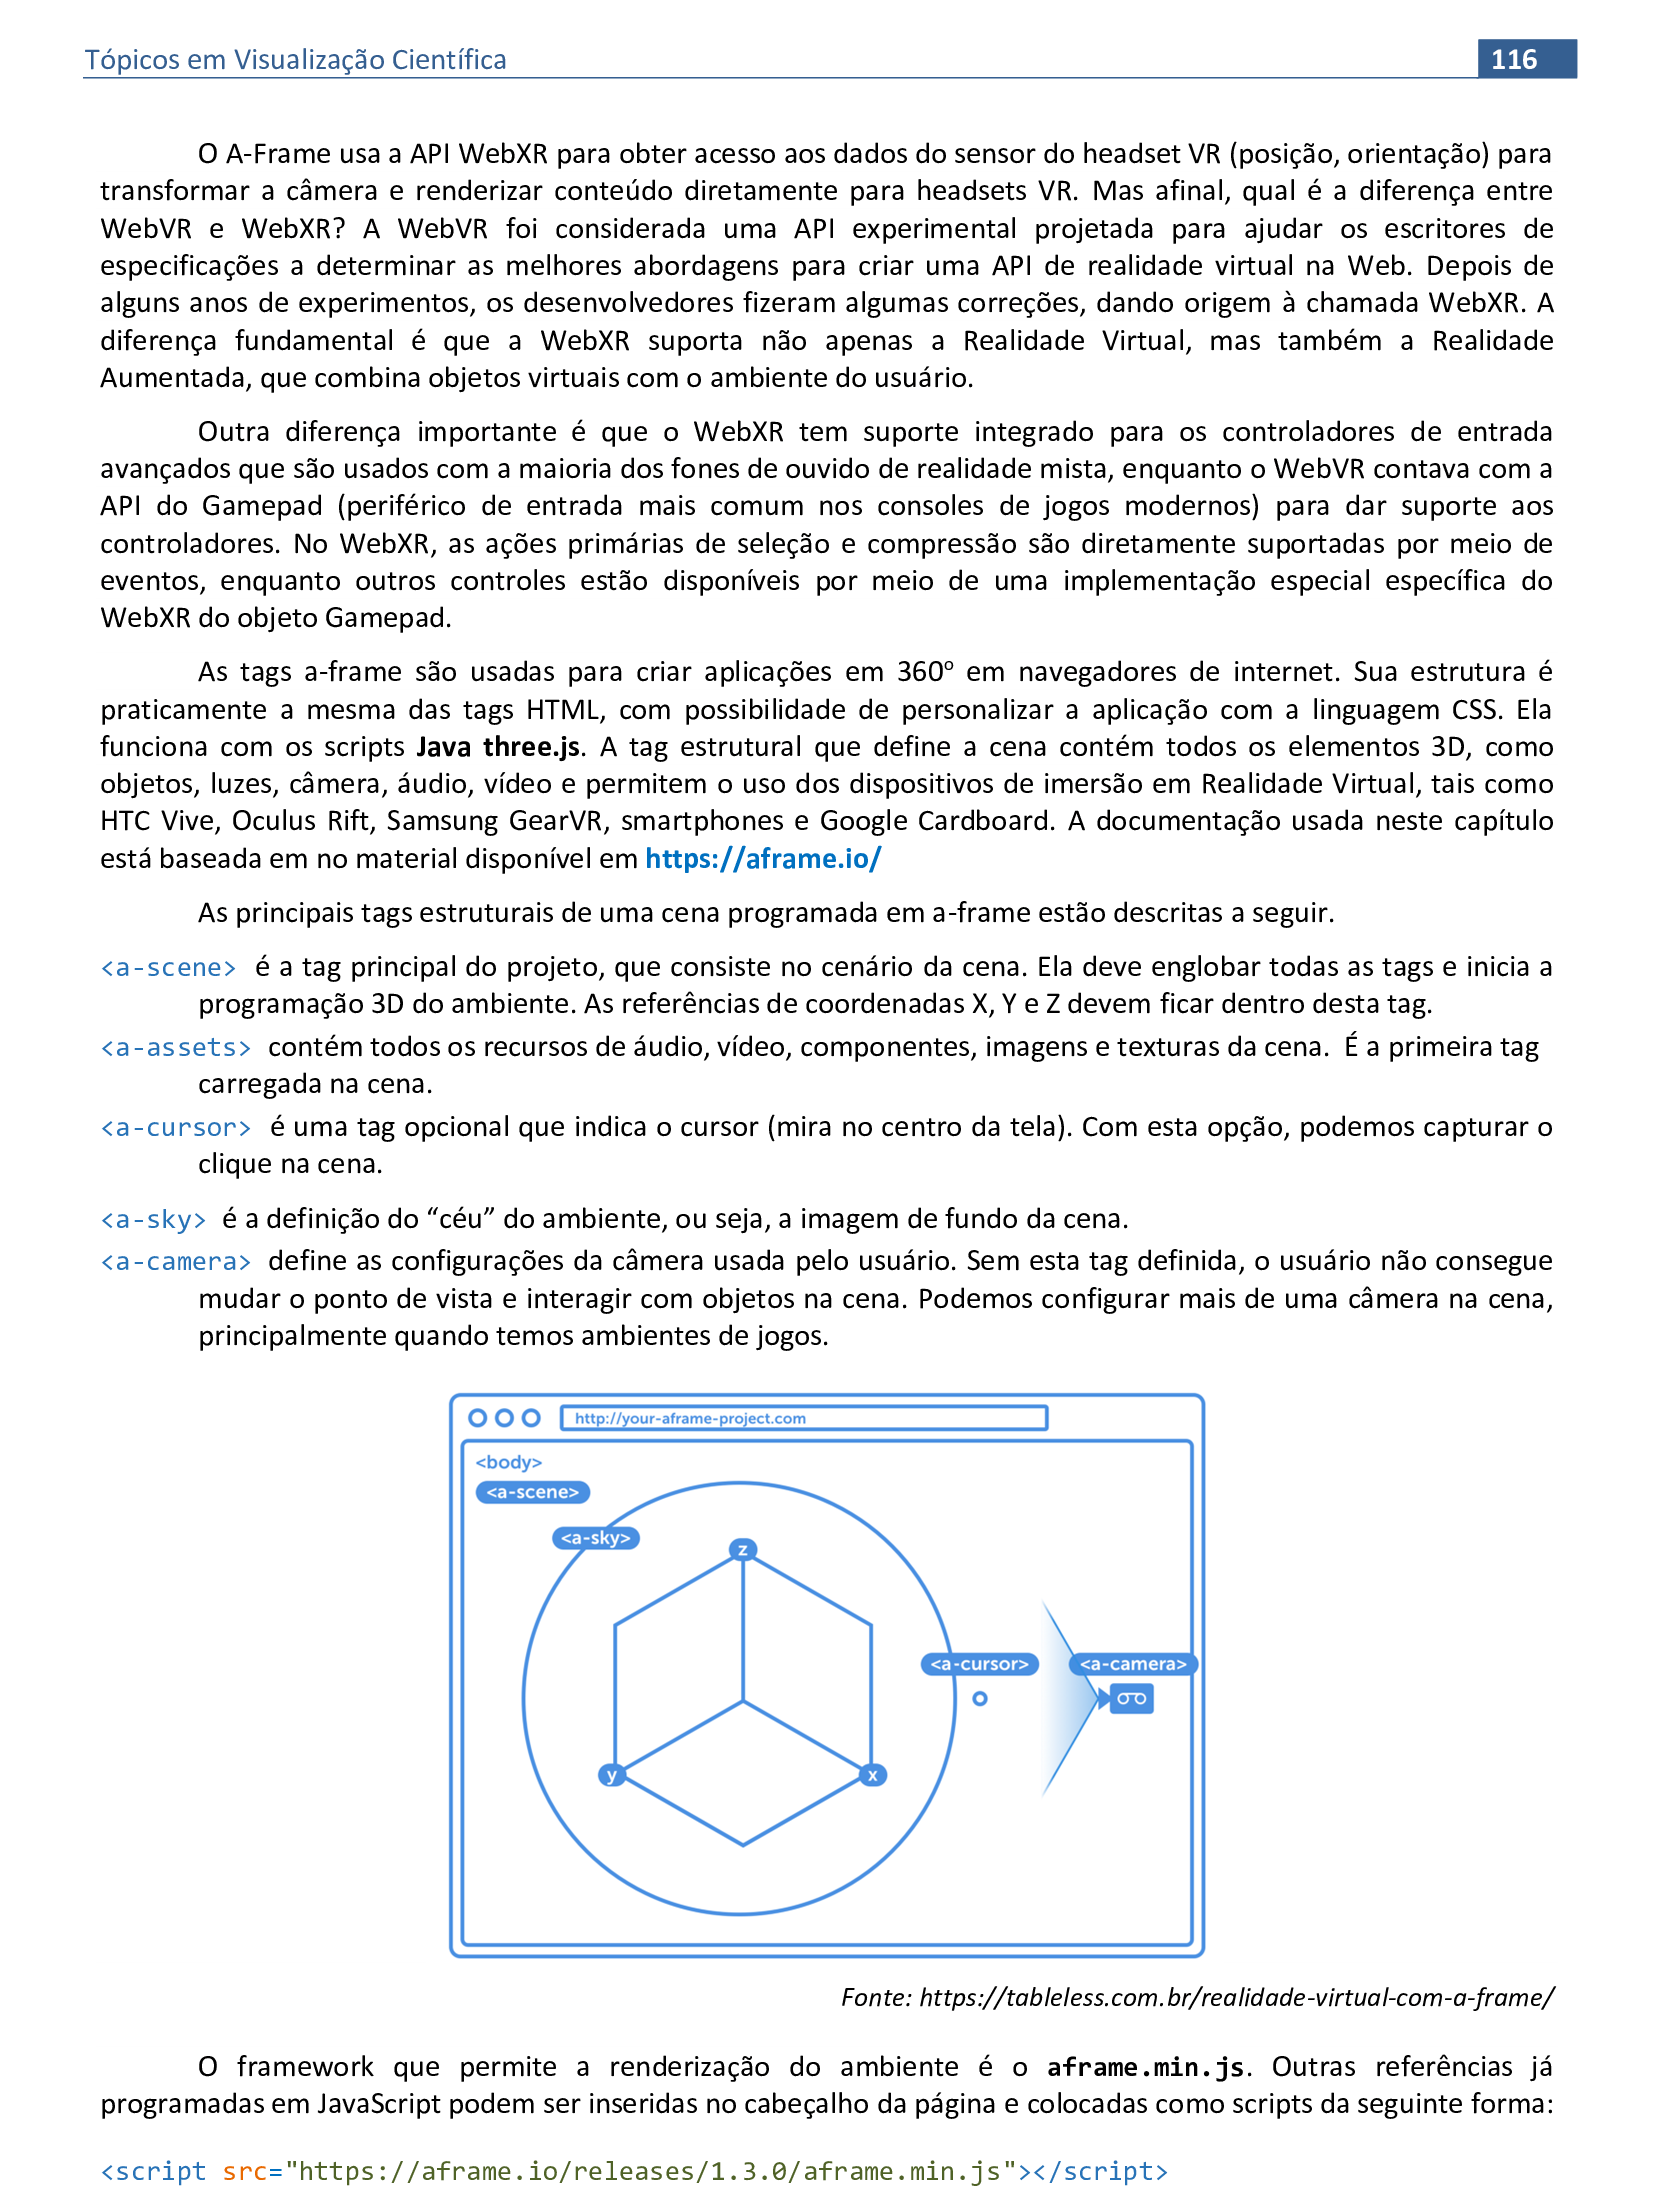 Tópicos em Visualização Científica
116
O A-Frame usa a API WebXR para obter acesso aos dados do sensor do headset VR (posição, orientação) para
transformar a câmera e renderizar conteúdo diretamente para headsets VR. Mas afinal, qual é a diferença entre
WebVR e WebXR? A WebVR foi considerada uma API experimental projetada para ajudar os escritores de
especificações a determinar as melhores abordagens para criar uma API de realidade virtual na Web. Depois de
alguns anos de experimentos, os desenvolvedores fizeram algumas correções, dando origem à chamada WebXR. A
diferença fundamental é que a WebXR suporta não apenas a Realidade Virtual, mas também a Realidade
Aumentada, que combina objetos virtuais com o ambiente do usuário.
Outra diferença importante é que o WebXR tem suporte integrado para os controladores de entrada
avançados que são usados com a maioria dos fones de ouvido de realidade mista, enquanto o WebVR contava com a
API do Gamepad (periférico de entrada mais comum nos consoles de jogos modernos) para dar suporte aos
controladores. No WebXR, as ações primárias de seleção e compressão são diretamente suportadas por meio de
eventos, enquanto outros controles estão disponíveis por meio de uma implementação especial específica do
WebXR do objeto Gamepad.
As tags a-frame são usadas para criar aplicações em 360º em navegadores de internet. Sua estrutura é
praticamente a mesma das tags HTML, com possibilidade de personalizar a aplicação com a linguagem CSS. Ela
funciona com os scripts Java three.js. A tag estrutural que define a cena contém todos os elementos 3D, como
objetos, luzes, câmera, áudio, vídeo e permitem o uso dos dispositivos de imersão em Realidade Virtual, tais como
HTC Vive, Oculus Rift, Samsung GearVR, smartphones e Google Cardboard. A documentação usada neste capítulo
está baseada em no material disponível em https://aframe.io/
As principais tags estruturais de uma cena programada em a-frame estão descritas a seguir.
<a-scene> é a tag principal do projeto, que consiste no cenário da cena. Ela deve englobar todas as tags e inicia a
programação 3D do ambiente. As referências de coordenadas X, Y e Z devem ficar dentro desta tag.
<a-assets> contém todos os recursos de áudio, vídeo, componentes, imagens e texturas da cena. É a primeira tag
carregada na cena.
<a-cursor> é uma tag opcional que indica o cursor (mira no centro da tela). Com esta opção, podemos capturar o
clique na cena.
<a-sky> é a definição do “céu” do ambiente, ou seja, a imagem de fundo da cena.
<a-camera> define as configurações da câmera usada pelo usuário. Sem esta tag definida, o usuário não consegue
mudar o ponto de vista e interagir com objetos na cena. Podemos configurar mais de uma câmera na cena,
principalmente quando temos ambientes de jogos.
http://your-aframe-project.com
<body>
<a-scene>
<a-sky>
z
<a-cursor>
<a-camera>
y
x
Fonte: https://tableless.com.br/realidade-virtual-com-a-frame/
O framework que permite a renderização do ambiente é o aframe.min.js. Outras referências já
programadas em JavaScript podem ser inseridas no cabeçalho da página e colocadas como scripts da seguinte forma:
<script src="https://aframe.io/releases/1.3.0/aframe.min.js"></script>